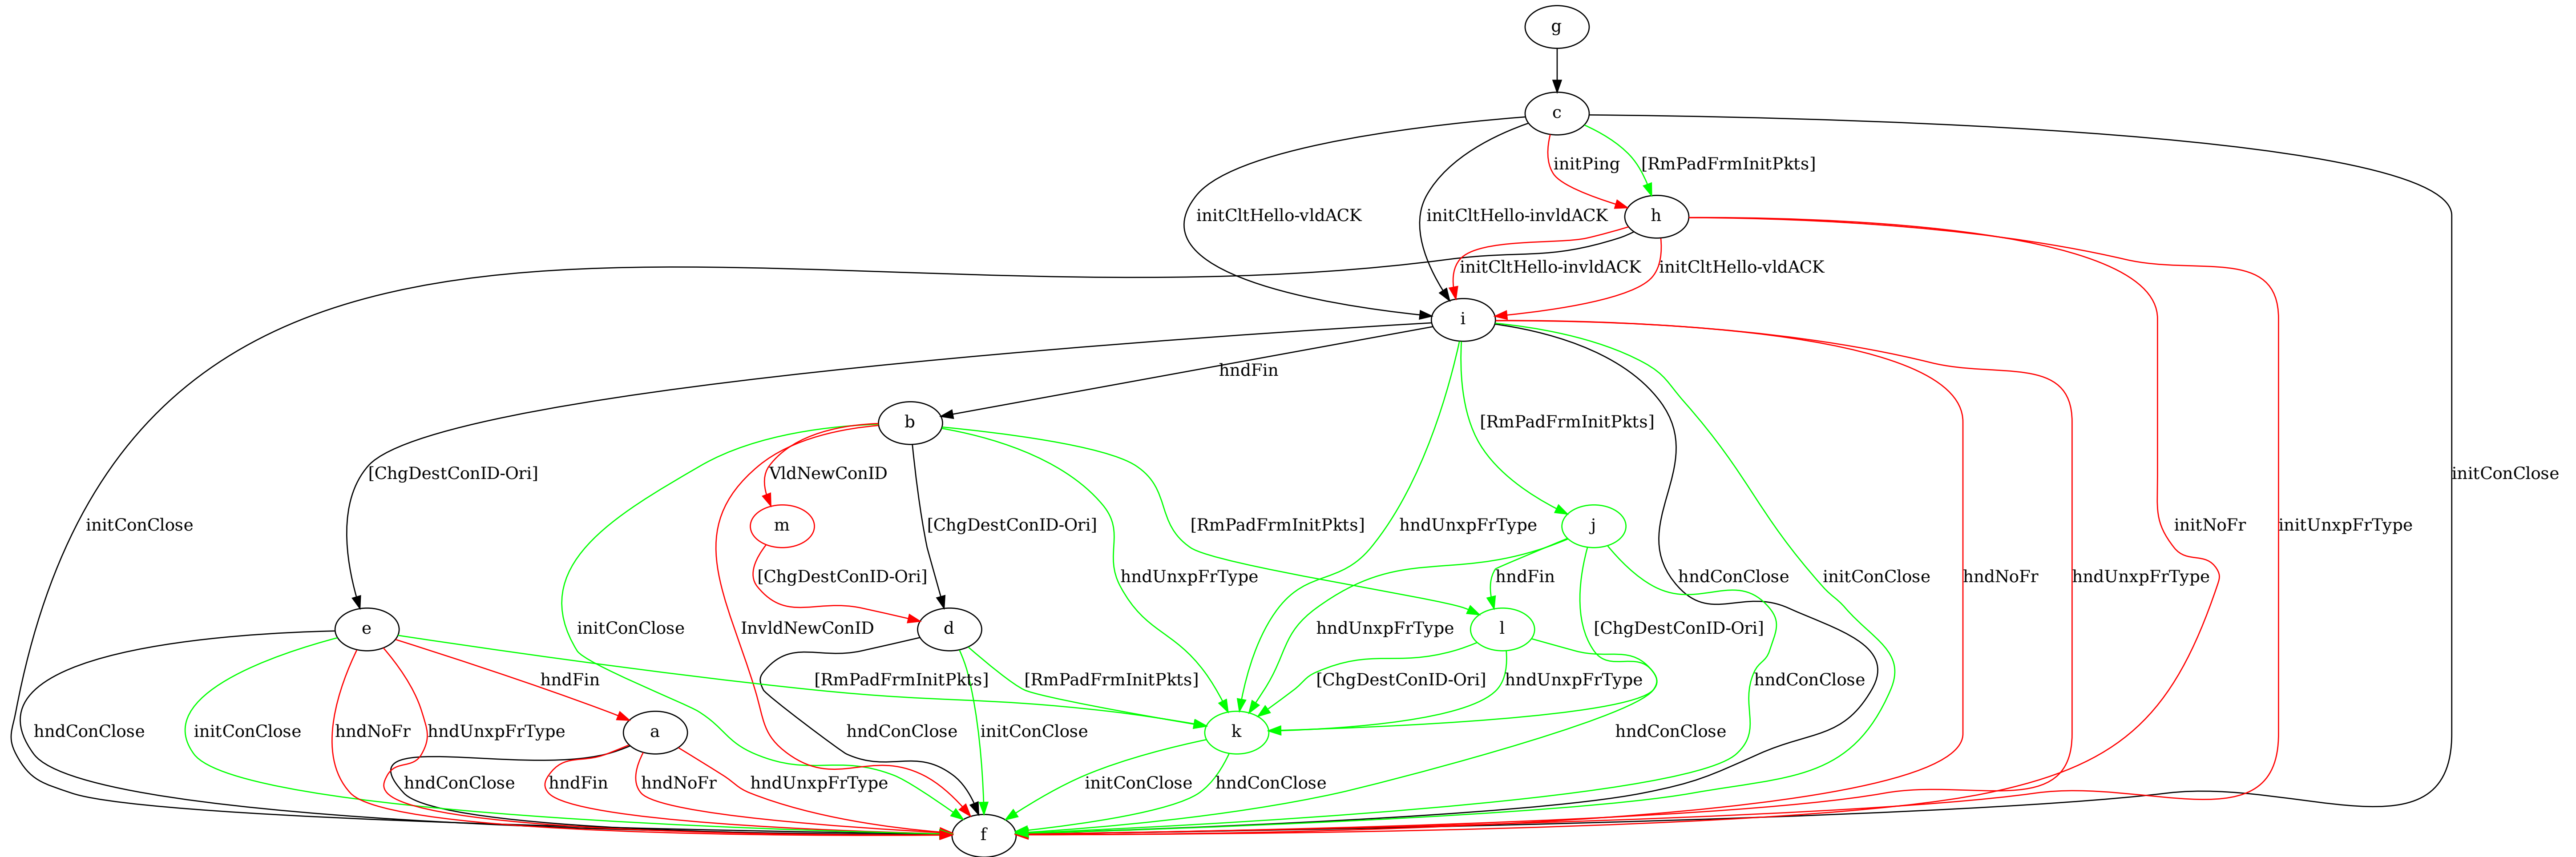 g
c
initPing
[RmPadFrmInitPkts]
initCltHello-vldACK
initCltHello-invldACK
h
initCltHello-invldACK
initCltHello-vldACK
i
hndFin
b
[RmPadFrmInitPkts]
[ChgDestConID-Ori]
VldNewConID
initConClose
initConClose
m
[ChgDestConID-Ori]
[RmPadFrmInitPkts]
hndUnxpFrType
j
initNoFr
initUnxpFrType
[ChgDestConID-Ori]
hndUnxpFrType
hndFin
hndConClose
initConClose
hndNoFr
hndUnxpFrType
e
initConClose
InvldNewConID
d
hndUnxpFrType
l
[ChgDestConID-Ori]
hndFin
[RmPadFrmInitPkts]
[RmPadFrmInitPkts]
[ChgDestConID-Ori]
hndUnxpFrType
hndConClose
hndConClose
initConClose
hndNoFr
hndUnxpFrType
a
hndConClose
initConClose
k
hndConClose
hndConClose
hndFin
hndNoFr
hndUnxpFrType
initConClose
hndConClose
f